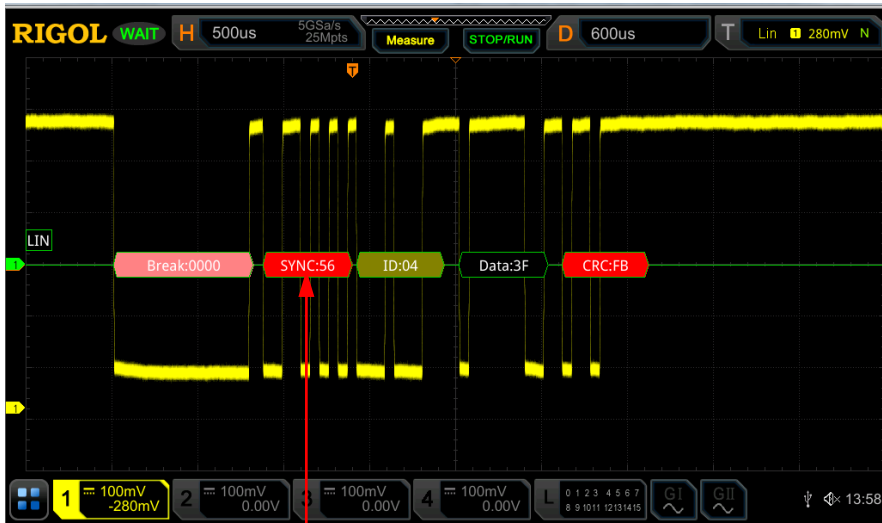 RIGOL WAIT H 500us 5GSa/s 25Mpts Measure STOP/RUN D 600us T Lin 1 280mV N
T
LIN
1 Break:0000 SYNC:56 ID:04 Data:3F CRC:FB
1
1 100mV -280mV 2 100mV 0.00V 3 100mV 0.00V 4 100mV 0.00V L 0 1 2 3 4 5 6 7 8 9 10 11 12 13 14 15 GI GII 13:58